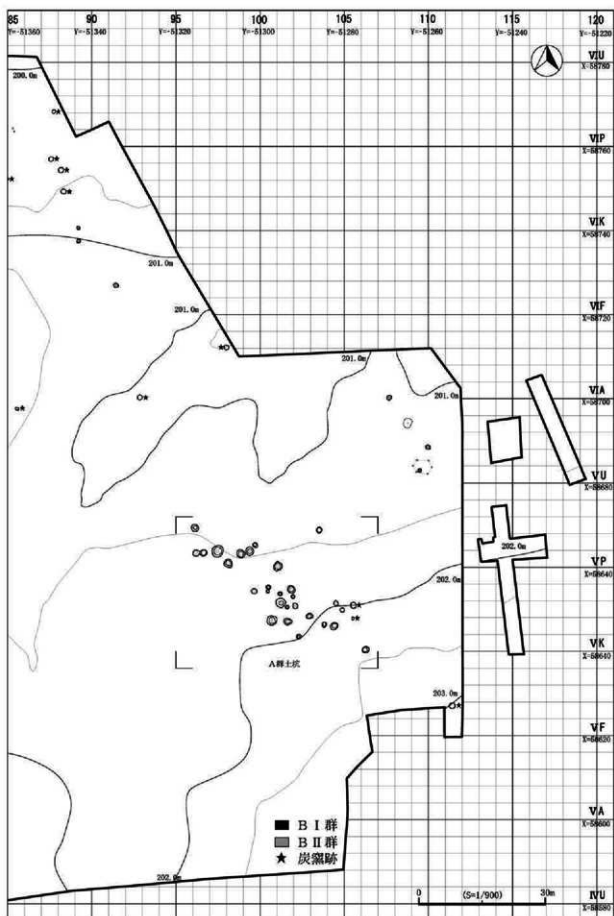 85 90 95 100 105 110 115 120
Y=-51360 Y=-51340 Y=-51320 Y=-51300 Y=-51280 Y=-51260 Y=-51240 Y=-51220
ⅥU
X=58780
200.0m
ⅥP
X=58760
ⅥK
X=58740
201.0m
ⅥF
X=58720
201.0m
201.0m
ⅥA
201.0m
ⅤU
X=58680
202.0m
ⅤP
202.0m
ⅤK
X=58640
A群土坑
203.0m
ⅤF
X=58620
ⅤA
X=58600
■ BⅠ群
■ BⅡ群
★ 炭窯跡
202.0m
0 (S=1/900) 30m
ⅣU
X=58580